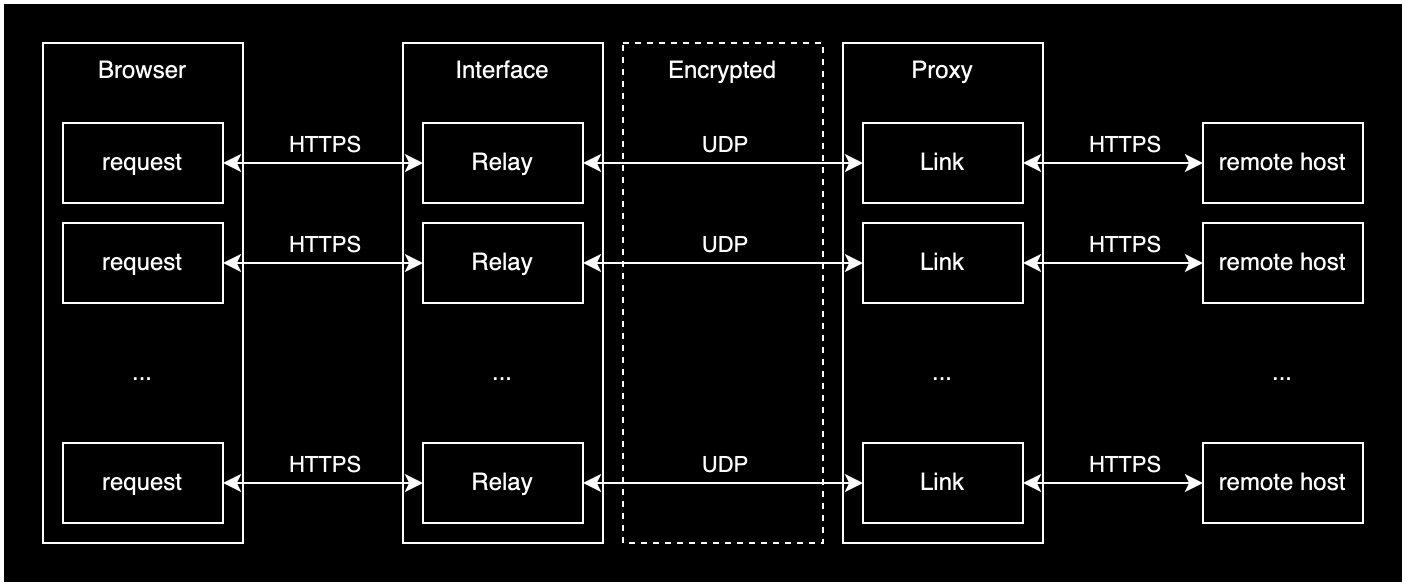 Browser
Interface
Encrypted
Proxy
request
HTTPS
Relay
UDP
Link
HTTPS
remote host
request
HTTPS
Relay
UDP
Link
HTTPS
remote host
...
...
...
...
request
HTTPS
Relay
UDP
Link
HTTPS
remote host